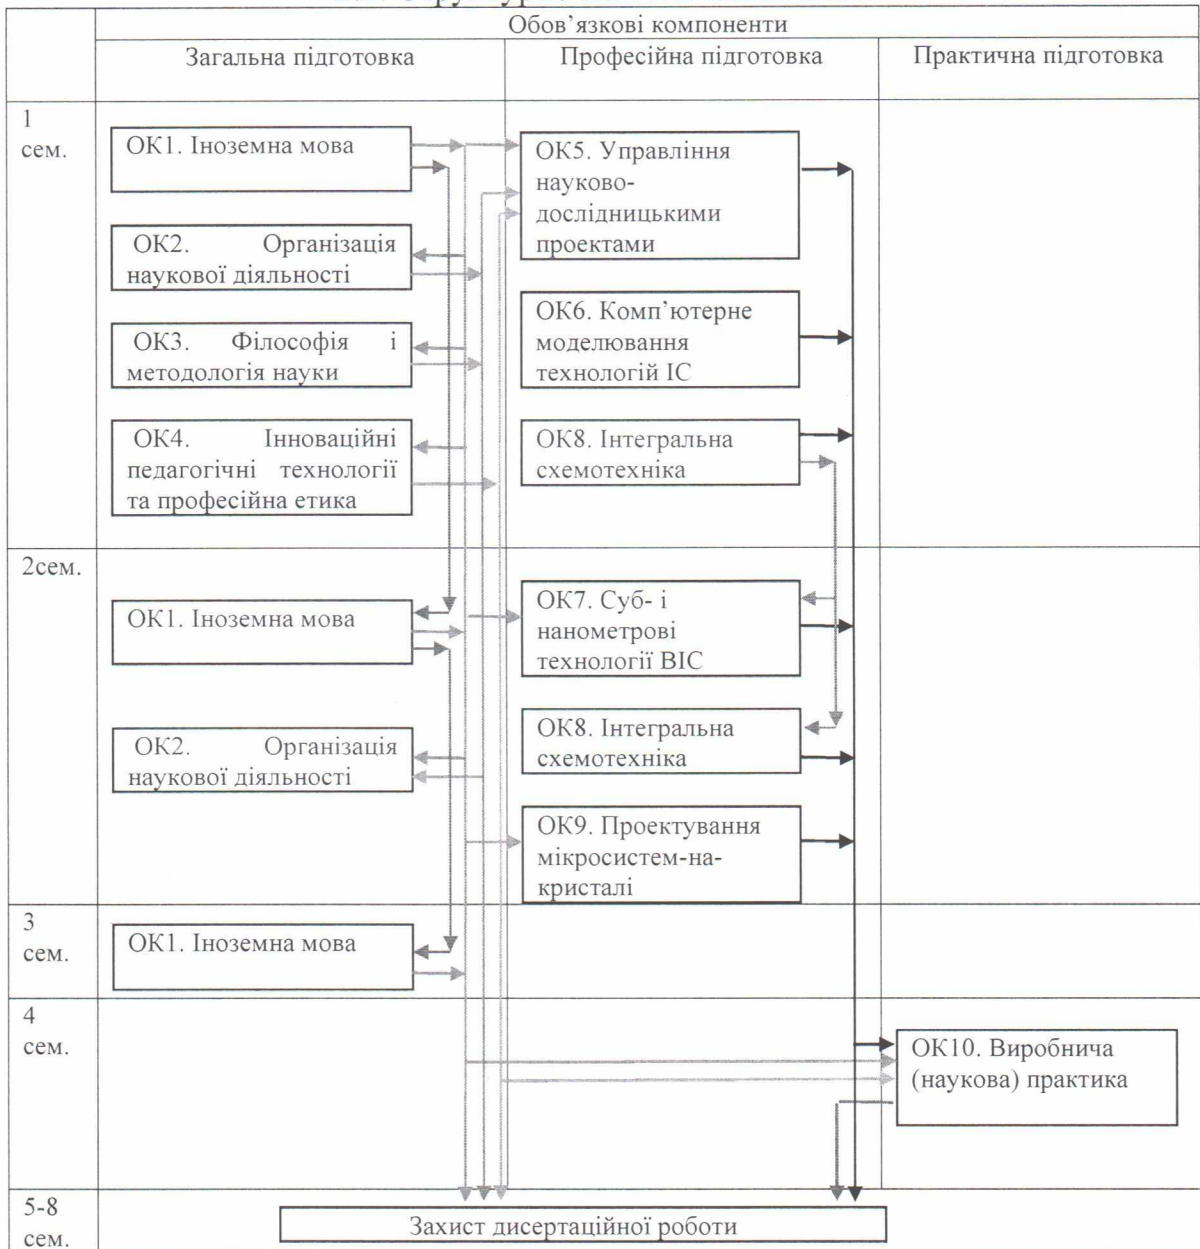 Обов’язкові компоненти
Загальна підготовка
Професійна підготовка
Практична підготовка
1
сем.
ОК1. Іноземна мова
ОК2. Організація
наукової діяльності
ОК3. Філософія і
методологія науки
ОК4. Інноваційні
педагогічні технології
та професійна етика
ОК5. Управління
науково-
дослідницькими
проектами
ОК6. Комп’ютерне
моделювання
технологій ІС
ОК8. Інтегральна
схемотехніка
2сем.
ОК1. Іноземна мова
ОК2. Організація
наукової діяльності
ОК7. Суб- і
нанометрові
технології ВІС
ОК8. Інтегральна
схемотехніка
ОК9. Проектування
мікросистем-на-
кристалі
3
сем.
ОК1. Іноземна мова
4
сем.
ОК10. Виробнича
(наукова) практика
5-8
сем.
Захист дисертаційної роботи